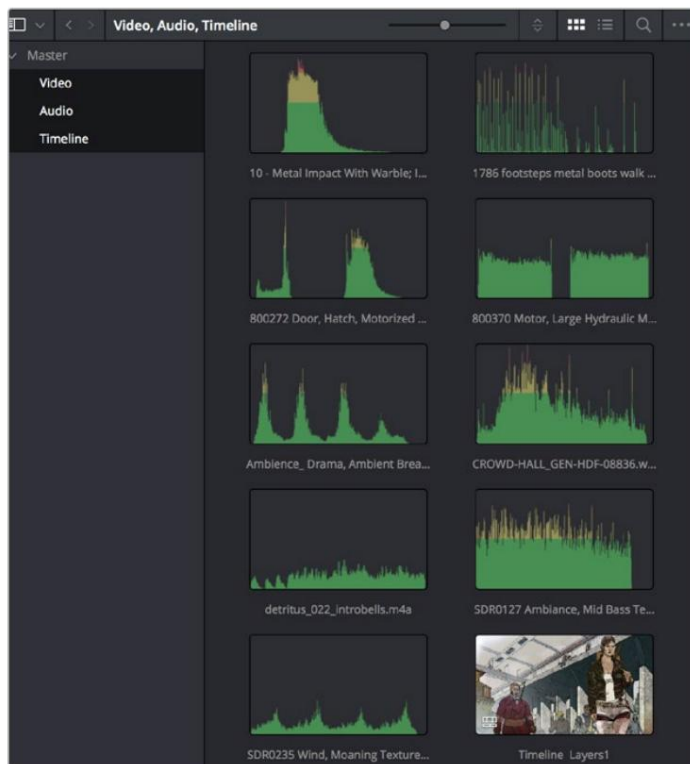 Video, Audio, Timeline
Master
Video
Audio
Timeline
10 - Metal Impact With Warble; I...
1786 footsteps metal boots walk ...
800272 Door, Hatch, Motorized ...
800370 Motor, Large Hydraulic M...
Ambience_ Drama, Ambient Brea...
CROWD-HALL_GEN-HDF-08836.w...
detritus_022_introbells.m4a
SDR0127 Ambiance, Mid Bass Te...
SDR0235 Wind, Moaning Texture...
Timeline_Layers1